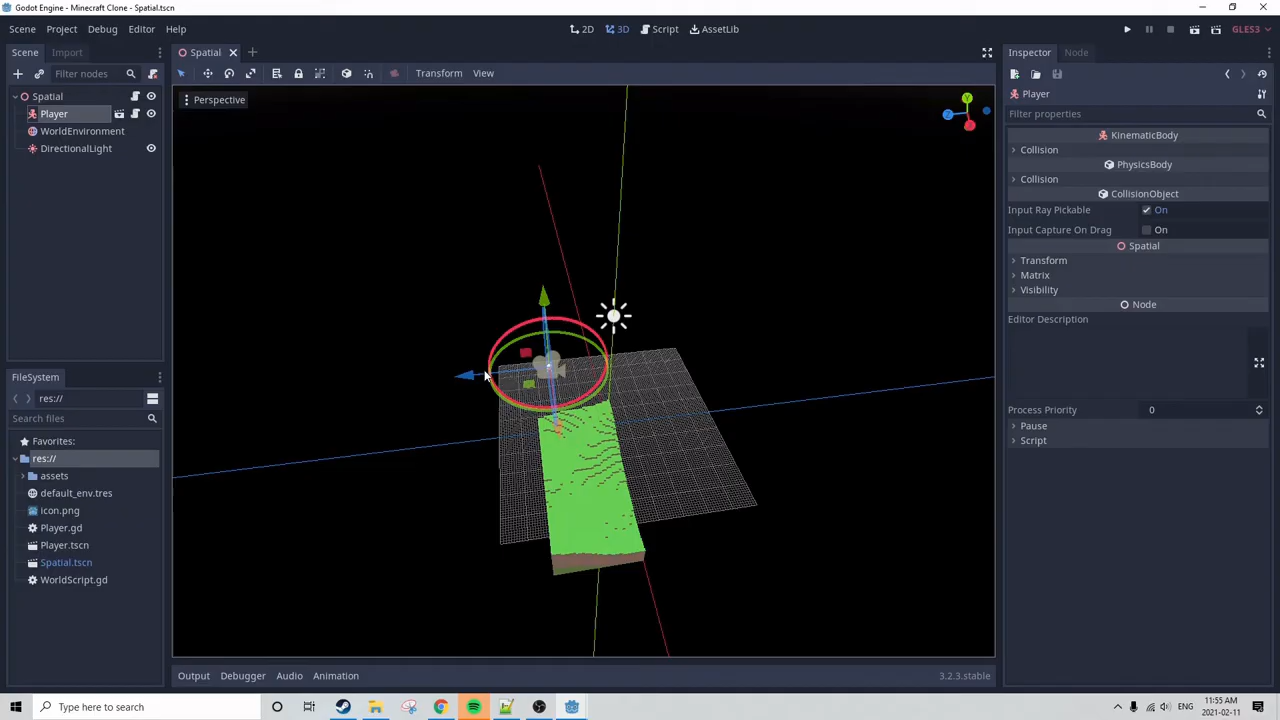 Godot Engine - Minecraft Clone - Spatial.tscn
Scene Project Debug Editor Help
2D 3D Script AssetLib
GLES3
Scene Import
Filter nodes
Spatial
Player
WorldEnvironment
DirectionalLight
FileSystem
res://
Search files
Favorites:
res://
assets
default_env.tres
icon.png
Player.gd
Player.tscn
Spatial.tscn
WorldScript.gd
Spatial
Transform View
Perspective
Y
Z
X
Output Debugger Audio Animation
3.2.3.stable
Inspector Node
Player
Filter properties
KinematicBody
Collision
PhysicsBody
Collision
CollisionObject
Input Ray Pickable On
Input Capture On Drag On
Spatial
Transform
Matrix
Visibility
Node
Editor Description
Process Priority 0
Pause
Script
Type here to search
ENG
11:55 AM
2021-02-11